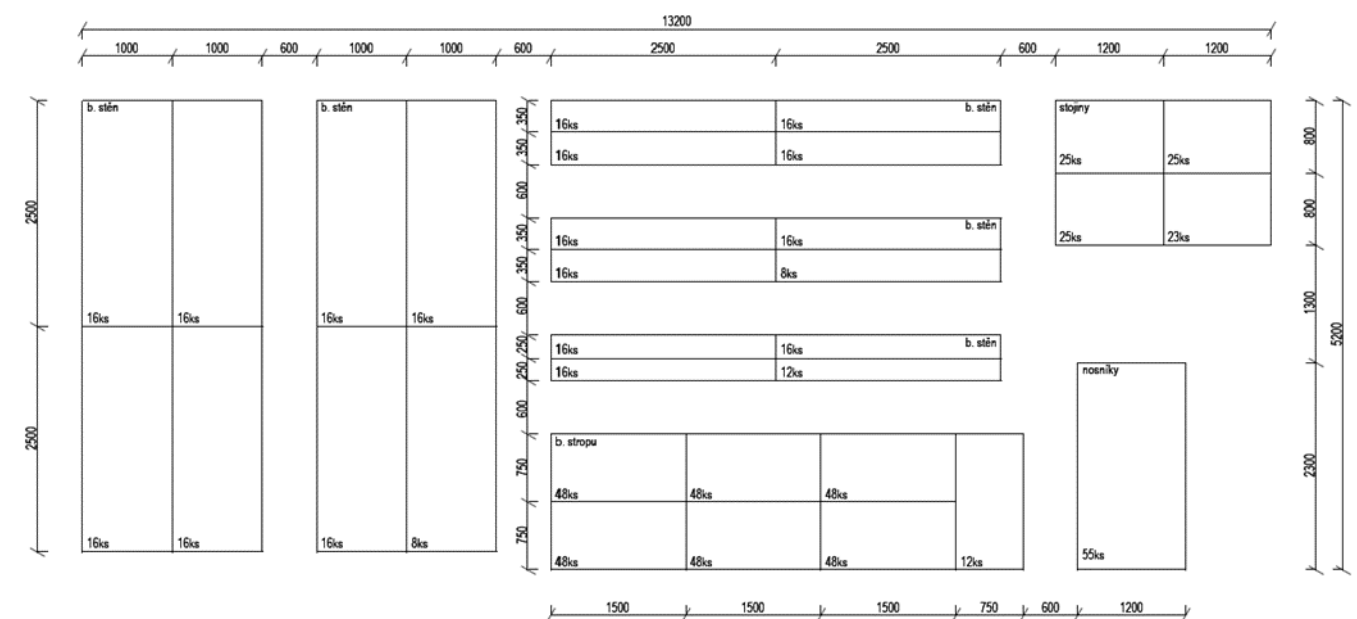 13200
1000 1000 600 1000 1000 600 2500 2500 600 1200 1200
b. stěn b. stěn b. stěn stojiny
350 16ks 16ks 25ks 25ks 800
350 16ks 16ks
600
2500 16ks 16ks 16ks 16ks
350 16ks 16ks b. stěn 25ks 23ks 800
350 16ks 8ks
600 1300
250 16ks 16ks b. stěn
250 16ks 12ks
600 nosníky
5200
2500 16ks 16ks 16ks 8ks
b. stropu
750 48ks 48ks 48ks
750 48ks 48ks 48ks 12ks 55ks 2300
1500 1500 1500 750 600 1200